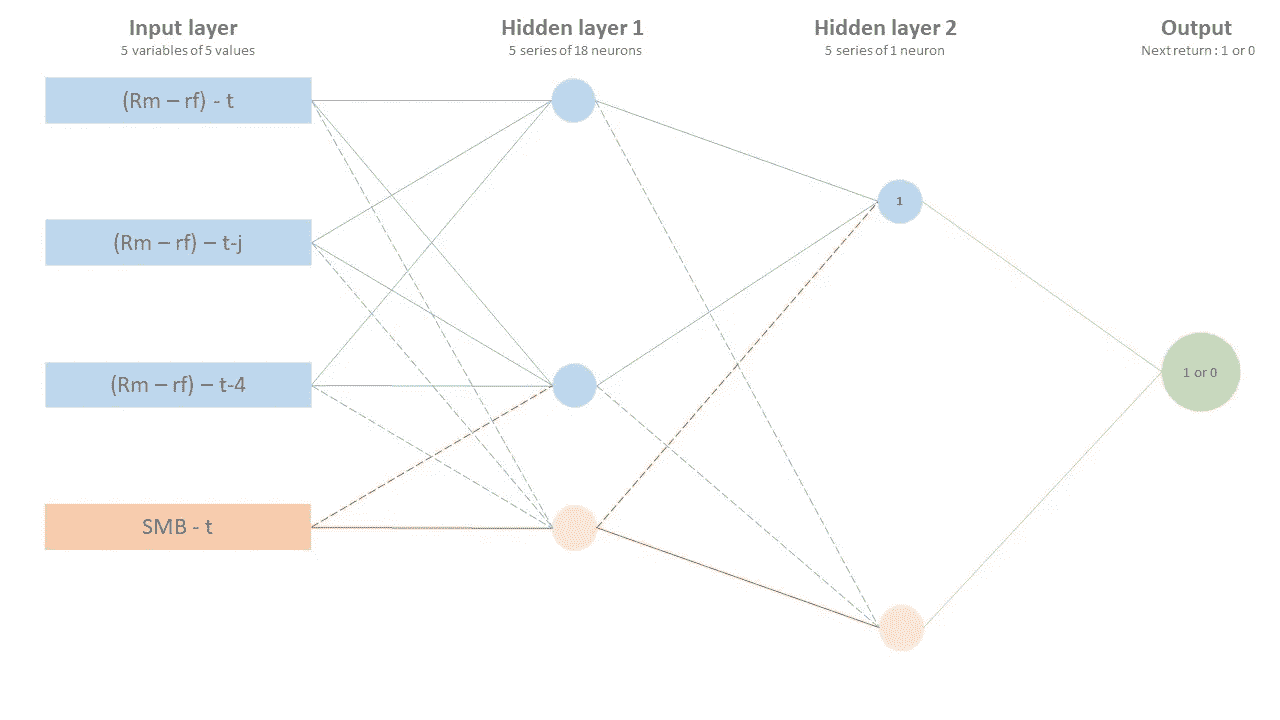 Input layer
5 variables of 5 values
Hidden layer 1
5 series of 18 neurons
Hidden layer 2
5 series of 1 neuron
Output
Next return : 1 or 0
(Rm – rf) - t
(Rm – rf) – t-j
(Rm – rf) – t-4
SMB - t
1
1 or 0